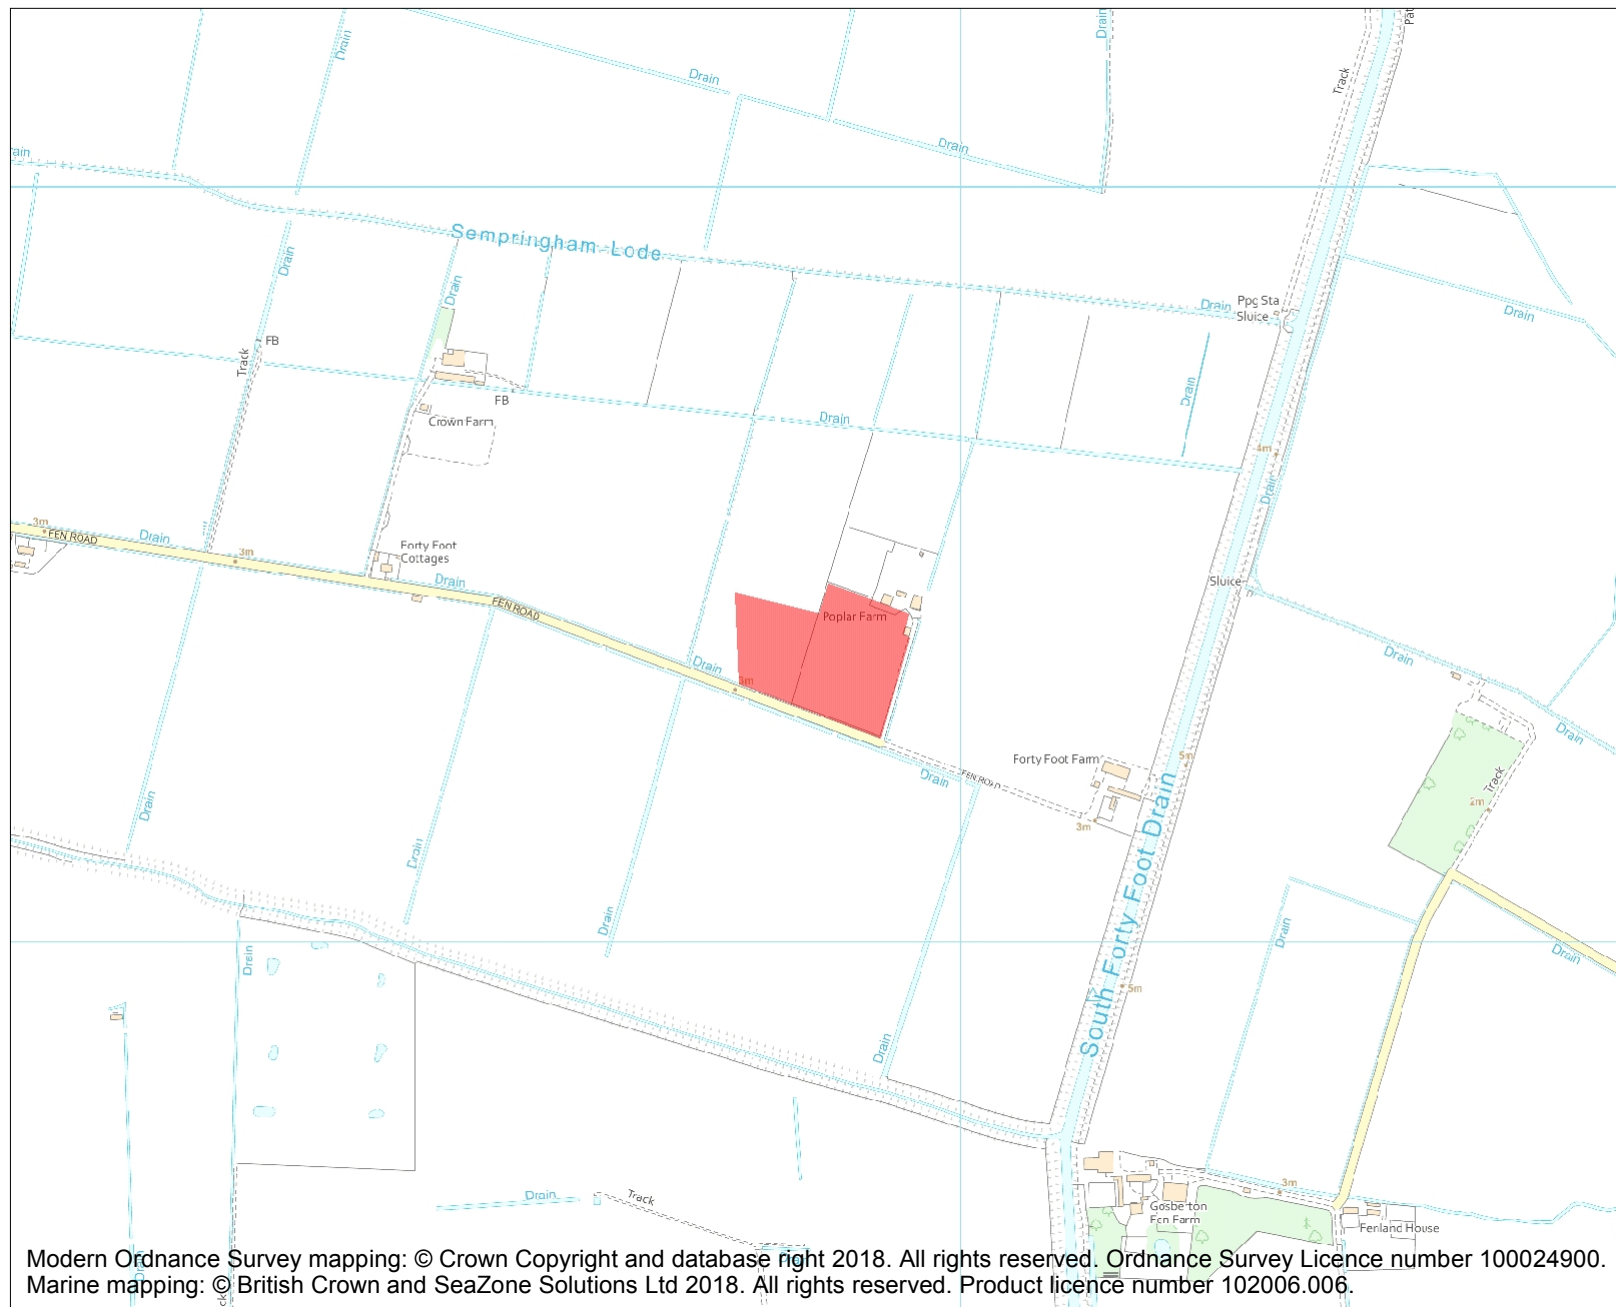 Drain
Track
Drain
Drain
Drain
Sempringham Lode
Drain
Drain
Drain
Ppg Sta
Sluice
Drain
FB
Track
FB
Crown Farm
Drain
Drain
4m
Drain
3m
FEN ROAD
Drain
3m
Forty Foot
Cottages
Drain
FEN ROAD
Sluice
Poplar Farm
Drain
3m
Drain
Drain
Forty Foot Farm
5m
FEN ROAD
Drain
3m
Track
2m
Drain
Drain
South Forty Foot Drain
Drain
Drain
Drain
Drain
5m
Drain
Drain
Track
3m
Gosberton
Fen Farm
Fenland House
Drain
Modern Ordnance Survey mapping: © Crown Copyright and database right 2018. All rights reserved. Ordnance Survey Licence number 100024900.
Marine mapping: © British Crown and SeaZone Solutions Ltd 2018. All rights reserved. Product licence number 102006.006.